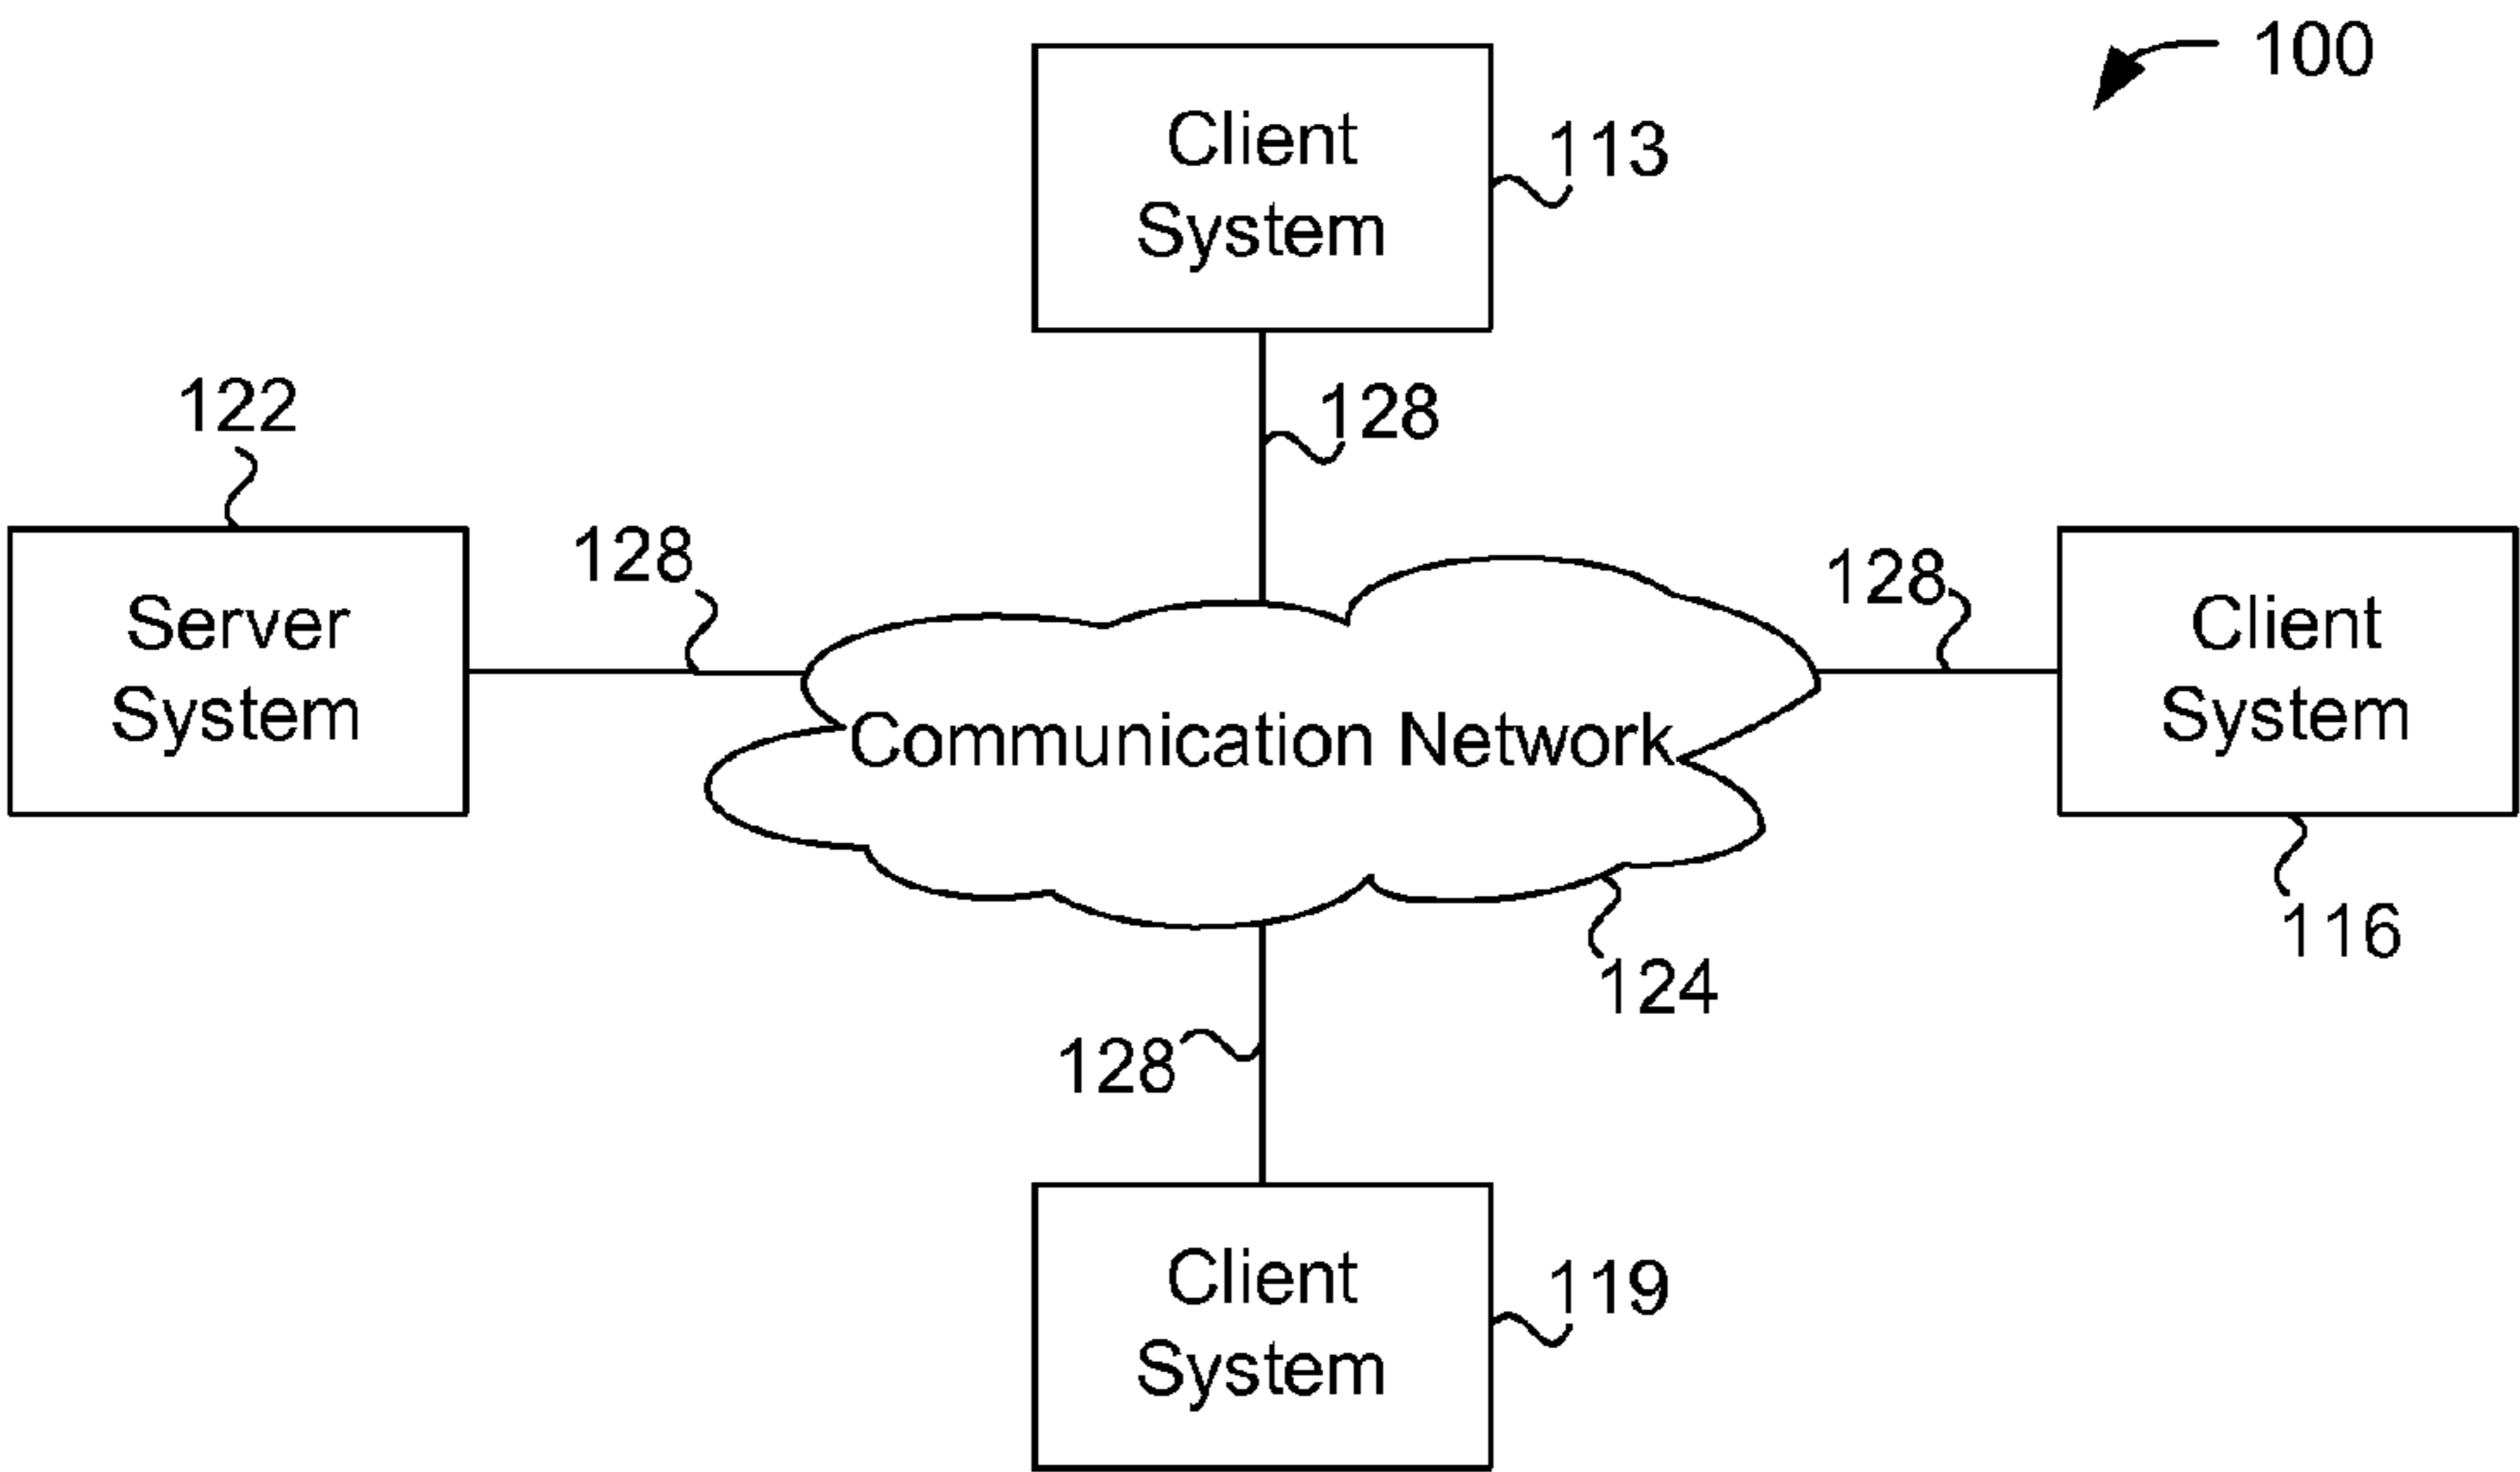 100
Client
System
113
128
122
Server
System
128
128
Client
System
116
Communication Network
124
128
Client
System
119